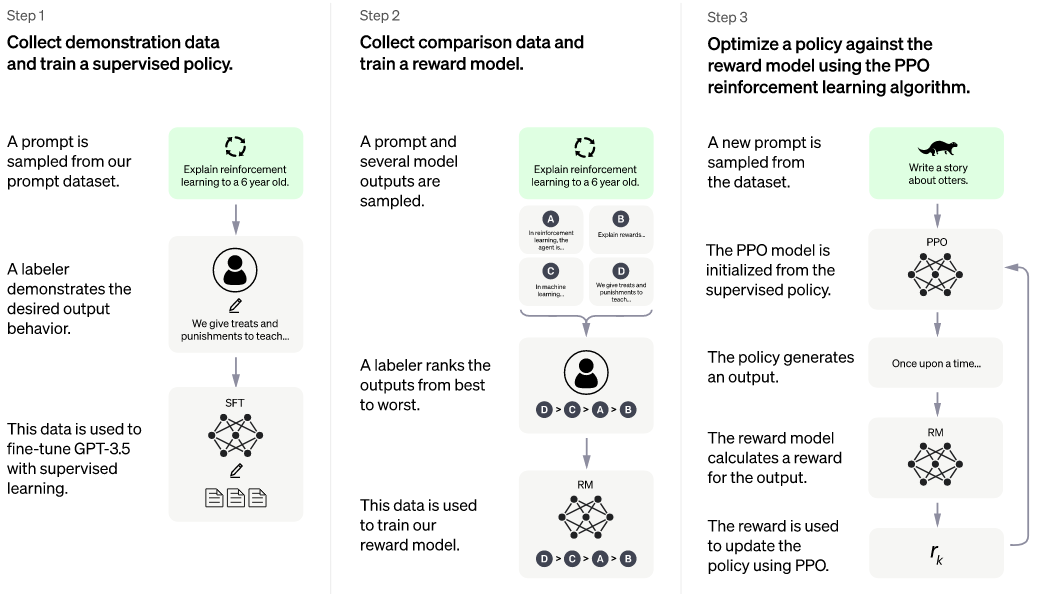 Step 1
Collect demonstration data
and train a supervised policy.
A prompt is
sampled from our
prompt dataset.
Explain reinforcement
learning to a 6 year old.
A labeler
demonstrates the
desired output
behavior.
We give treats and
punishments to teach...
This data is used to
fine-tune GPT-3.5
with supervised
learning.
SFT
Step 2
Collect comparison data and
train a reward model.
A prompt and
several model
outputs are
sampled.
Explain reinforcement
learning to a 6 year old.
A
In reinforcement
learning, the
agent is...
B
Explain rewards...
C
In machine
learning...
D
We give treats and
punishments to
teach...
A labeler ranks the
outputs from best
to worst.
D > C > A > B
This data is used
to train our
reward model.
RM
D > C > A > B
Step 3
Optimize a policy against the
reward model using the PPO
reinforcement learning algorithm.
A new prompt is
sampled from
the dataset.
Write a story
about otters.
The PPO model is
initialized from the
supervised policy.
PPO
The policy generates
an output.
Once upon a time...
The reward model
calculates a reward
for the output.
RM
The reward is used
to update the
policy using PPO.
rk